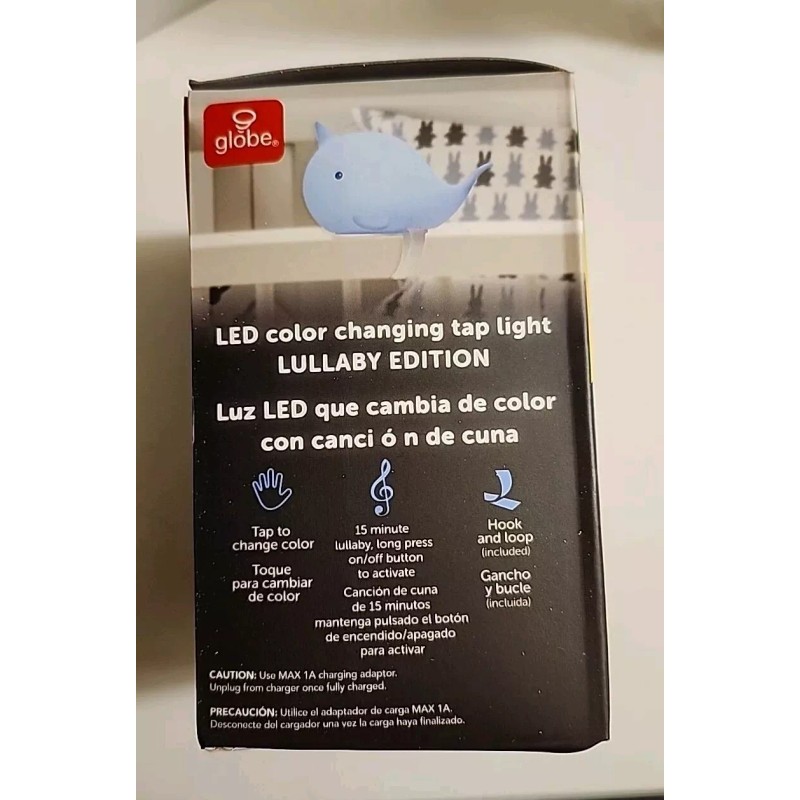 globe®
LED color changing tap light
LULLABY EDITION
Luz LED que cambia de color
con canci ó n de cuna
Tap to
change color
Toque
para cambiar
de color
15 minute
lullaby, long press
on/off button
to activate
Canción de cuna
de 15 minutos
mantenga pulsado el botón
de encendido/apagado
para activar
Hook
and loop
(included)
Gancho
y bucle
(incluida)
CAUTION: Use MAX 1A charging adaptor.
Unplug from charger once fully charged.
PRECAUCIÓN: Utilice el adaptador de carga MAX 1A.
Desconecte del cargador una vez la carga haya finalizado.